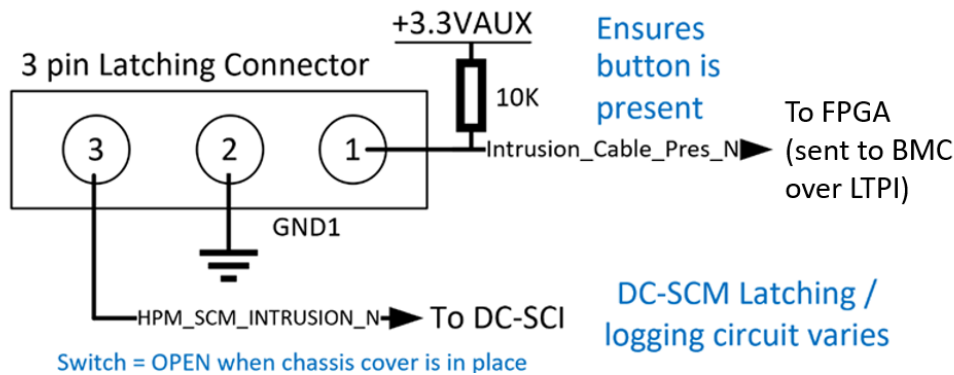 +3.3VAUX
3 pin Latching Connector
10K
Ensures
button is
present
3
2
1
Intrusion_Cable_Pres_N
To FPGA
(sent to BMC
over LTPI)
GND1
HPM_SCM_INTRUSION_N
To DC-SCI
DC-SCM Latching /
logging circuit varies
Switch = OPEN when chassis cover is in place